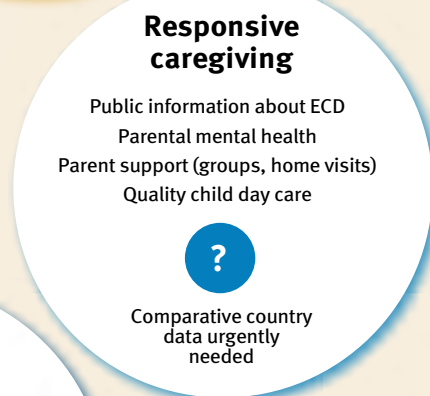 Responsive
caregiving
Public information about ECD
Parental mental health
Parent support (groups, home visits)
Quality child day care
?
Comparative country
data urgently
needed